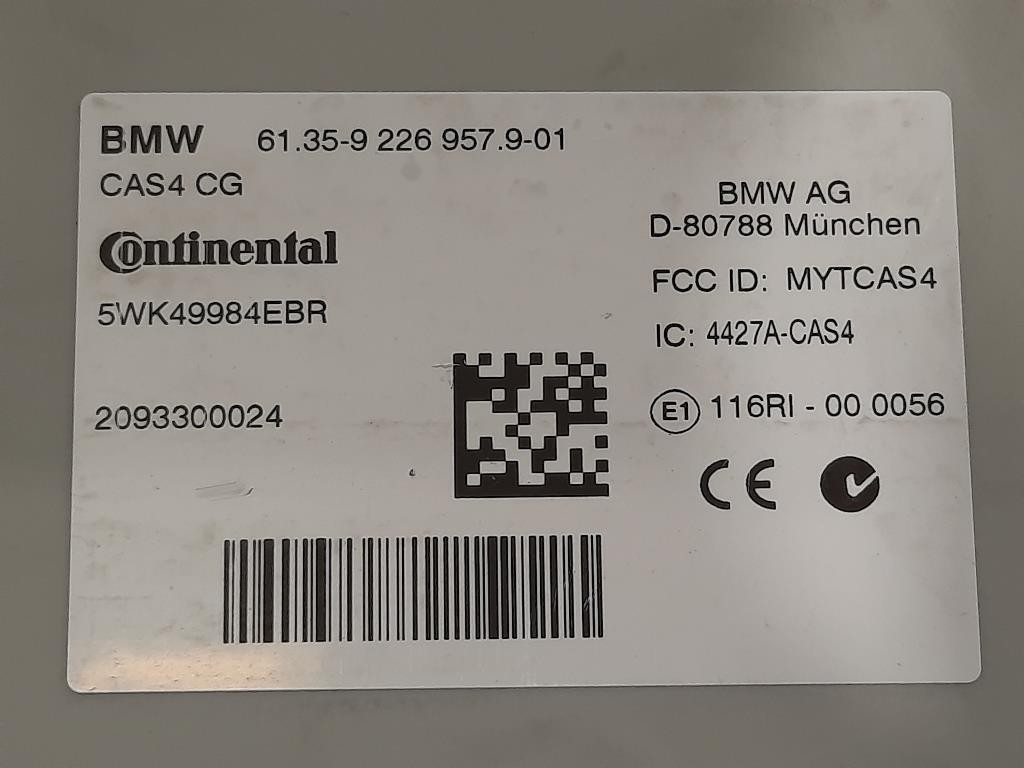 BMW 61.35-9 226 957.9-01
CAS4 CG
Continental
5WK49984EBR
2093300024
BMW AG
D-80788 München
FCC ID: MYTCAS4
IC: 4427A-CAS4
E1 116RI - 00 0056
CE